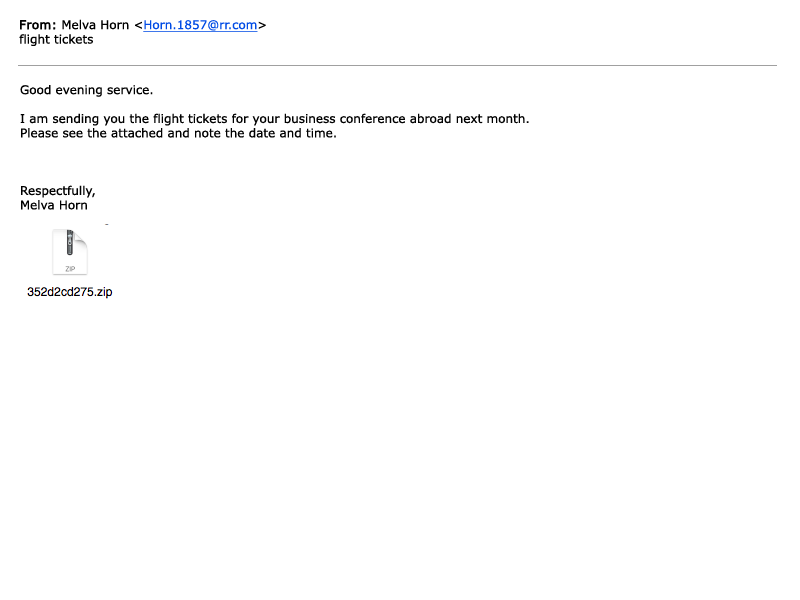 From: Melva Horn <Horn.1857@rr.com>
flight tickets
Good evening service.
I am sending you the flight tickets for your business conference abroad next month.
Please see the attached and note the date and time.
Respectfully,
Melva Horn
ZIP
352d2cd275.zip